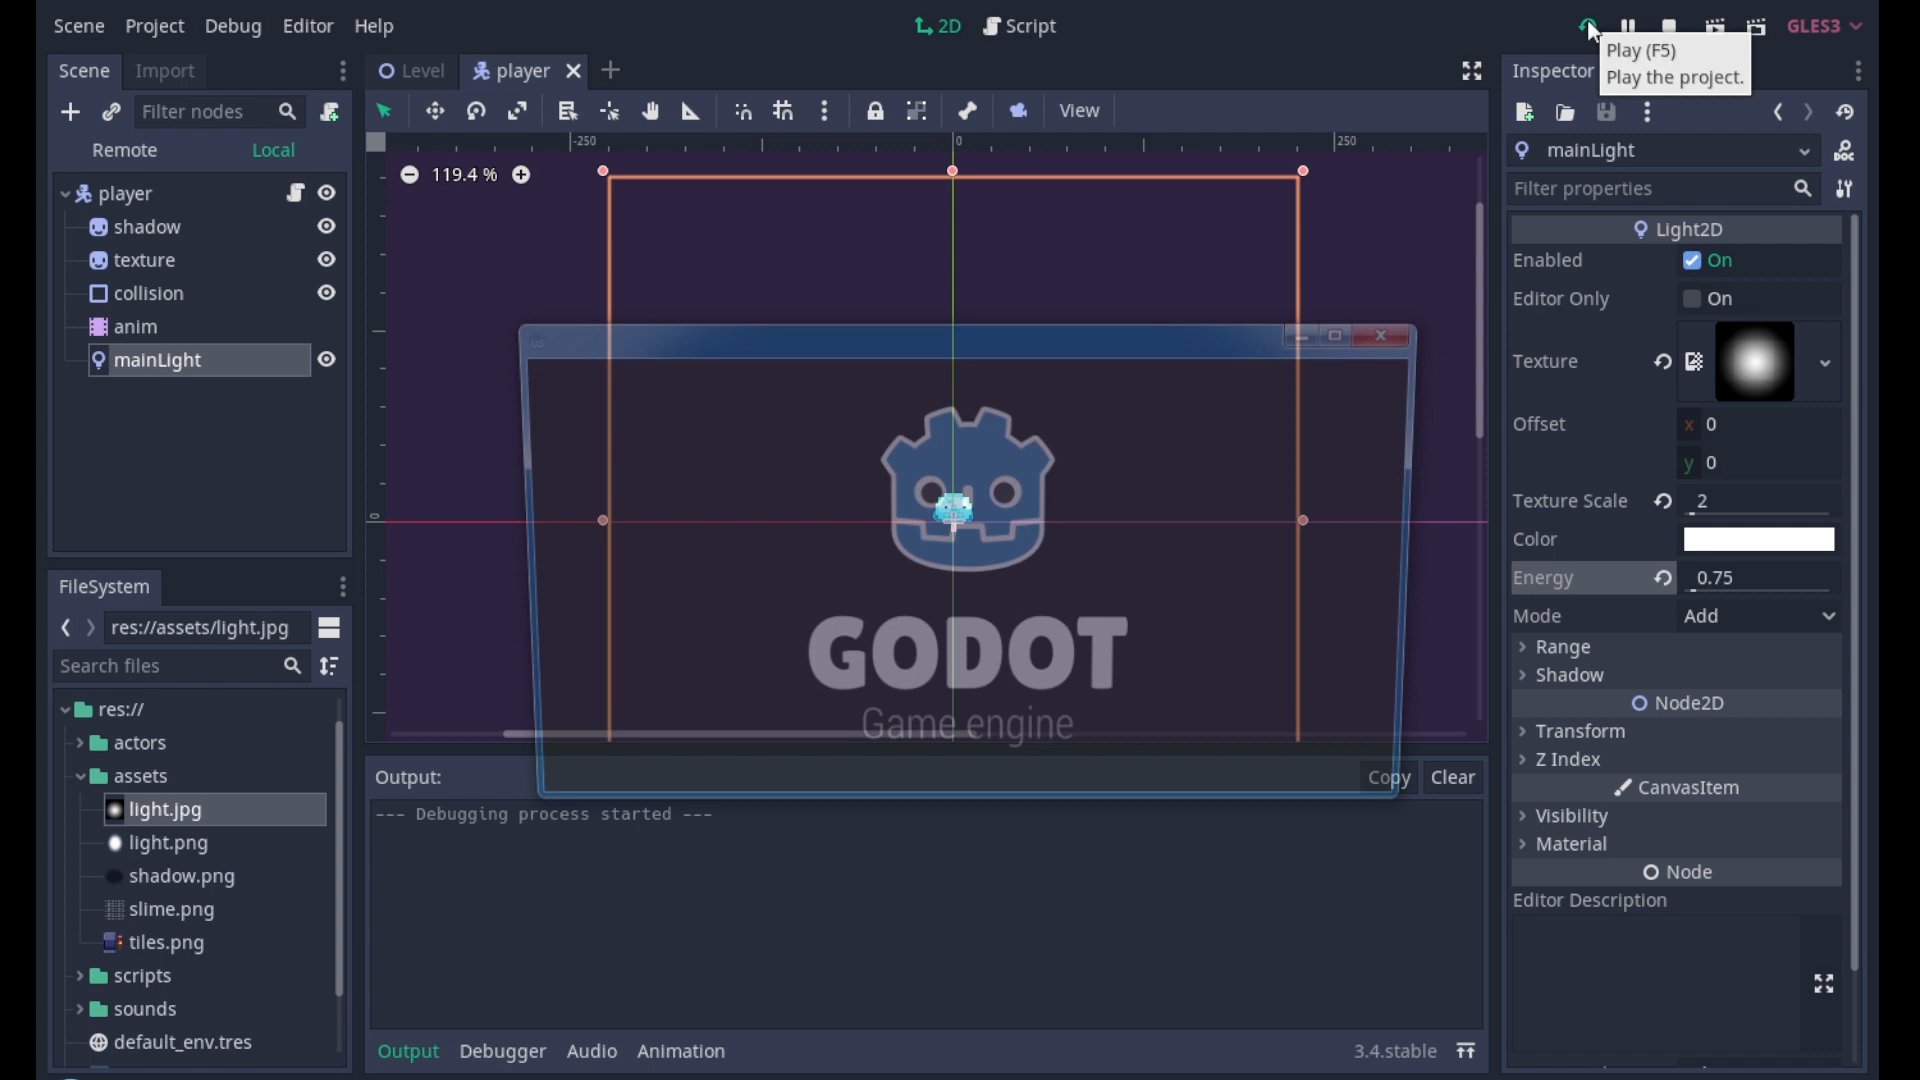 Scene Project Debug Editor Help
2D Script
GLES3
Play (F5)
Play the project.
Scene Import
Filter nodes
Remote Local
player
shadow
texture
collision
anim
mainLight
FileSystem
res://assets/light.jpg
Search files
res://
actors
assets
light.jpg
light.png
shadow.png
slime.png
tiles.png
scripts
sounds
default_env.tres
Level player
View
-250 0 250
119.4 %
0
GODOT
Game engine
Output:
Copy Clear
--- Debugging process started ---
Output Debugger Audio Animation
3.4.stable
Inspector
mainLight
DOC
Filter properties
Light2D
Enabled On
Editor Only On
Texture
Offset x 0
y 0
Texture Scale 2
Color
Energy 0.75
Mode Add
Range
Shadow
Node2D
Transform
Z Index
CanvasItem
Visibility
Material
Node
Editor Description